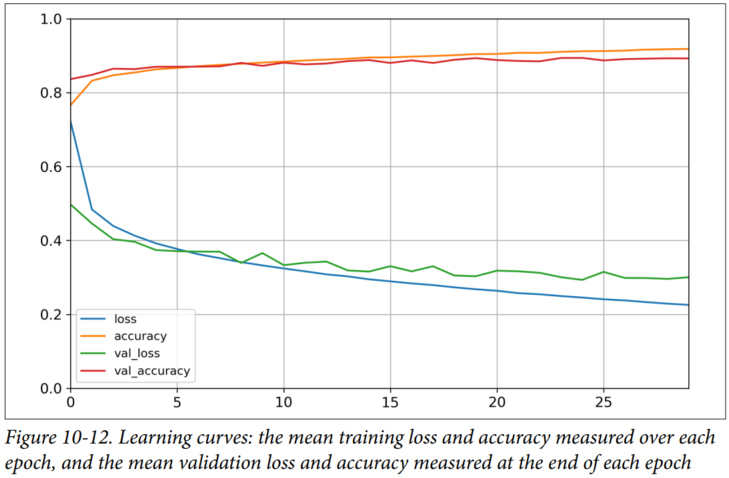 1.0
0.8
0.6
0.4
0.2
0.0
loss
accuracy
val_loss
val_accuracy
0 5 10 15 20 25
Figure 10-12. Learning curves: the mean training loss and accuracy measured over each
epoch, and the mean validation loss and accuracy measured at the end of each epoch